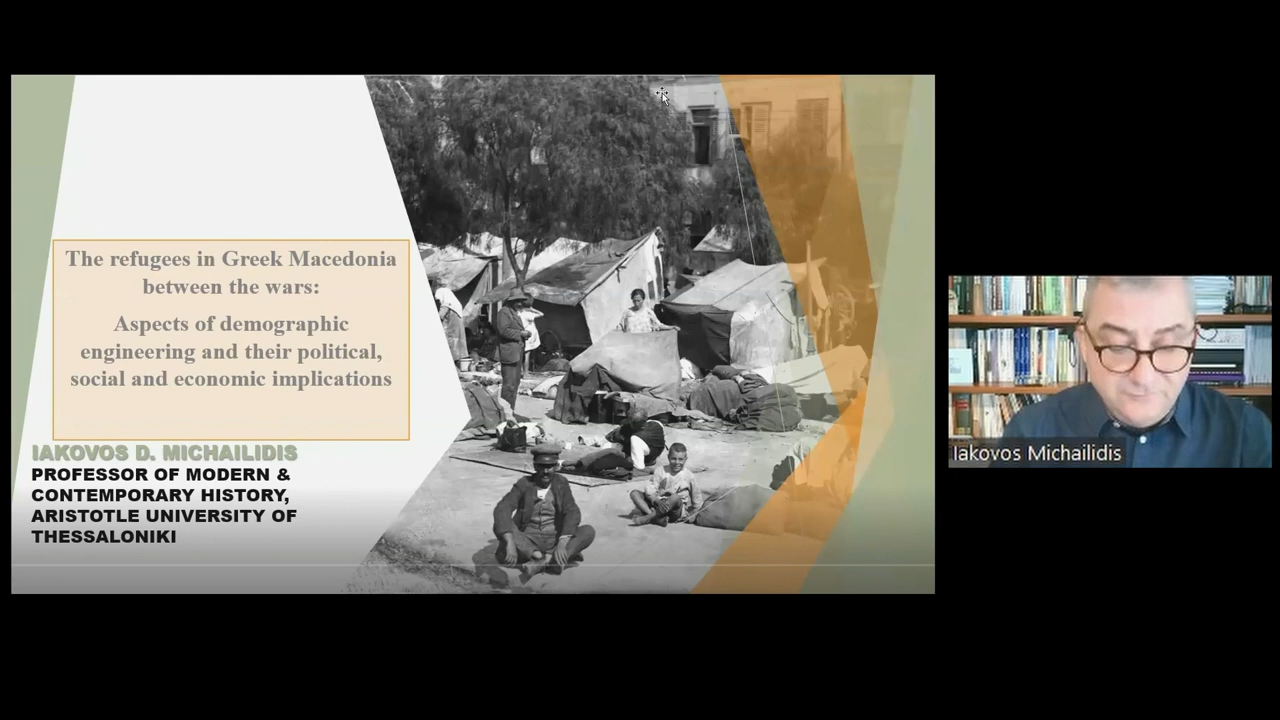 The refugees in Greek Macedonia
between the wars:
Aspects of demographic
engineering and their political,
social and economic implications
IAKOVOS D. MICHAILIDIS
PROFESSOR OF MODERN &
CONTEMPORARY HISTORY,
ARISTOTLE UNIVERSITY OF
THESSALONIKI
Iakovos Michailidis